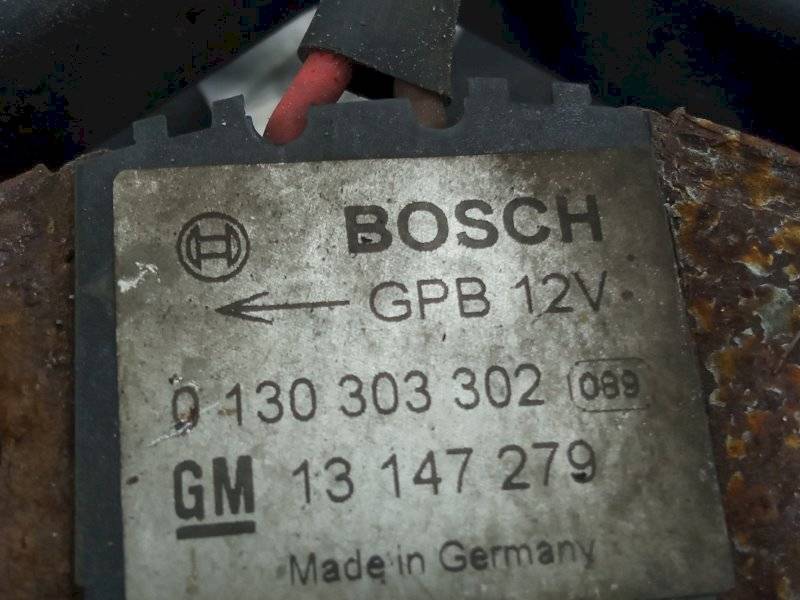 BOSCH
GPB 12V
0 130 303 302 089
GM 13 147 279
Made in Germany